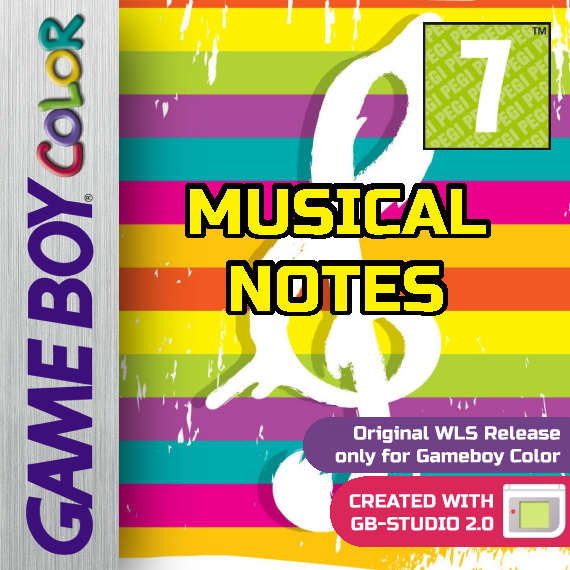 GAME BOY COLOR
7
PEGI
TM
MUSICAL
NOTES
Original WLS Release
only for Gameboy Color
CREATED WITH
GB-STUDIO 2.0